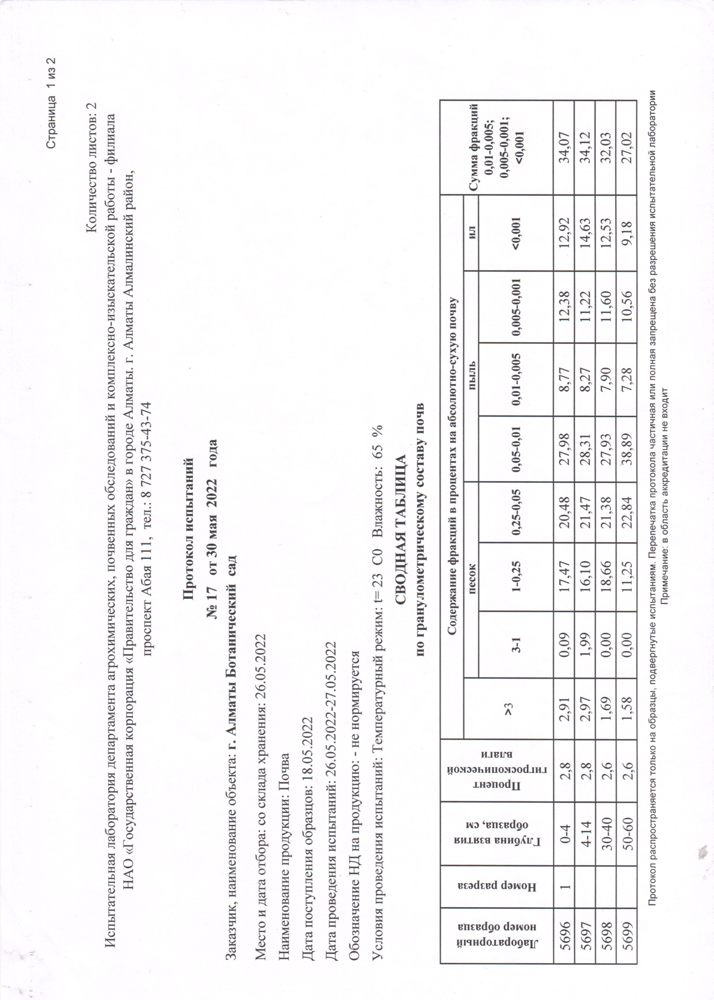 Страница 1 из 2
Количество листов: 2
Испытательная лаборатория департамента агрохимических, почвенных обследований и комплексно-изыскательской работы - филиала
НАО «Государственная корпорация «Правительство для граждан» в городе Алматы. г. Алматы Алмалинский район,
проспект Абая 111, тел.: 8 727 375-43-74
Протокол испытаний
№ 17 от 30 мая 2022 года
Заказчик, наименование объекта: г. Алматы Ботанический сад
Место и дата отбора: со склада хранения: 26.05.2022
Наименование продукции: Почва
Дата поступления образцов: 18.05.2022
Дата проведения испытаний: 26.05.2022-27.05.2022
Обозначение НД на продукцию: - не нормируется
Условия проведения испытаний: Температурный режим: t= 23 С0 Влажность: 65 %
СВОДНАЯ ТАБЛИЦА
по гранулометрическому составу почв
Лабораторный номер образца
Номер разреза
Глубина взятия образца, см
Процент гигроскопической влаги
Содержание фракций в процентах на абсолютно-сухую почву
Сумма фракций 0,01-0,005; 0,005-0,001; <0,001
>3 песок пыль ил
3-1 1-0,25 0,25-0,05 0,05-0,01 0,01-0,005 0,005-0,001 <0,001
5696 1 0-4 2,8 2,91 0,09 17,47 20,48 27,98 8,77 12,38 12,92 34,07
5697 4-14 2,8 2,97 1,99 16,10 21,47 28,31 8,27 11,22 14,63 34,12
5698 30-40 2,6 1,69 0,00 18,66 21,38 27,93 7,90 11,60 12,53 32,03
5699 50-60 2,6 1,58 0,00 11,25 22,84 38,89 7,28 10,56 9,18 27,02
Протокол распространяется только на образцы, подвергнутые испытаниям. Перепечатка протокола частичная или полная запрещена без разрешения испытательной лаборатории
Примечание: в область аккредитации не входит